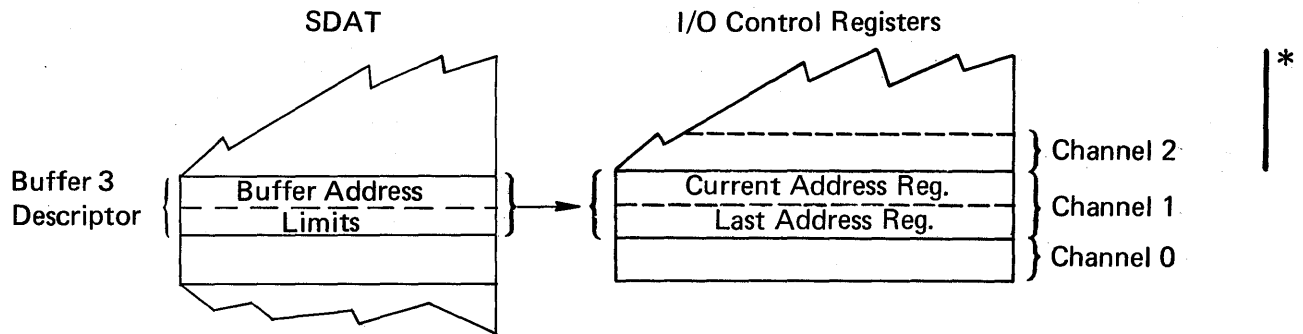 SDAT
I/O Control Registers
*
Channel 2
Buffer 3
Descriptor
Buffer Address
Limits
Current Address Reg.
Last Address Reg.
Channel 1
Channel 0